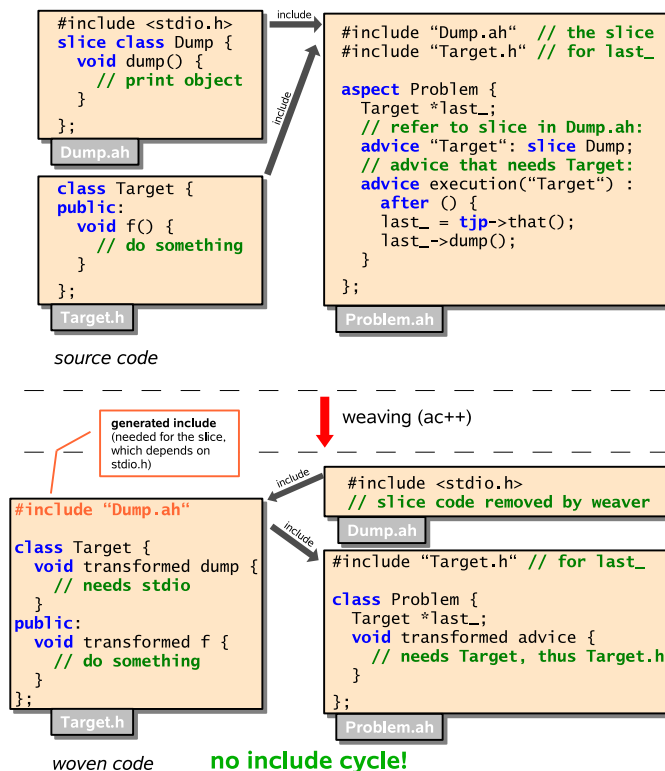 #include <stdio.h>
slice class Dump {
void dump() {
// print object
}
};
Dump.ah
include
include
class Target {
public:
void f() {
// do something
}
};
Target.h
source code
#include “Dump.ah” // the slice
#include “Target.h” // for last_
aspect Problem {
Target *last_;
// refer to slice in Dump.ah:
advice “Target”: slice Dump;
// advice that needs Target:
advice execution(“Target”) :
after () {
last_ = tjp->that();
last_->dump();
}
};
Problem.ah
weaving (ac++)
generated include
(needed for the slice,
which depends on
stdio.h)
#include “Dump.ah“
class Target {
void transformed dump {
// needs stdio
}
public:
void transformed f {
// do something
}
};
Target.h
woven code
include
include
#include <stdio.h>
// slice code removed by weaver
Dump.ah
#include “Target.h“ // for last_
class Problem {
Target *last_;
void transformed advice {
// needs Target, thus Target.h
}
};
Problem.ah
no include cycle!